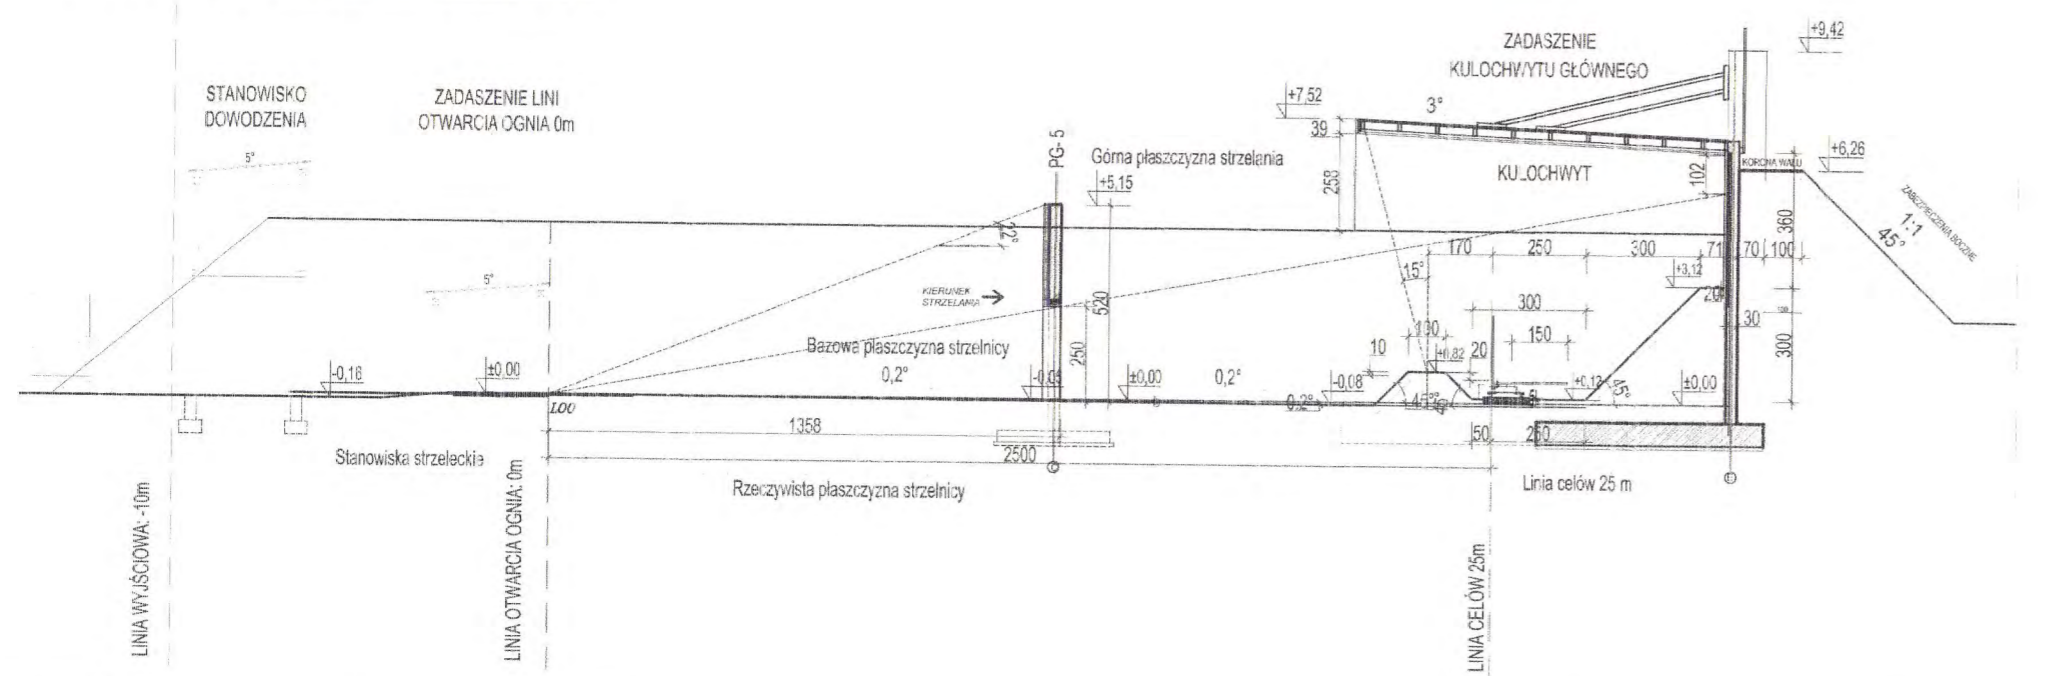 ZADASZENIE
KULOCHWYTU GŁÓWNEGO
+9,42
STANOWISKO
DOWODZENIA
ZADASZENIE LINI
OTWARCIA OGNIA 0m
+7,52
3°
39
5°
PG- 5
Górna płaszczyzna strzelania
+5,15
258
KULOCHWYT
102
KORONA WAŁU
+6,26
ZABEZPIECZENIA BOCZNE
1:1
45°
360
22°
170
250
300
71
70
100
15°
+3,12
20
5°
KIERUNEK
STRZELANIA
520
300
30
100
150
300
Bazowa płaszczyzna strzelnicy
250
10
+0,82
20
-0,16
±0,00
0,2°
-0,05
±0,00
0,2°
-0,08
+0,12
45°
±0,00
LOO
0,2°
45°
1358
50
250
Stanowiska strzeleckie
2500
Rzeczywista płaszczyzna strzelnicy
Linia celów 25 m
LINIA WYJŚCIOWA: -10m
LINIA OTWARCIA OGNIA: 0m
LINIA CELÓW 25m